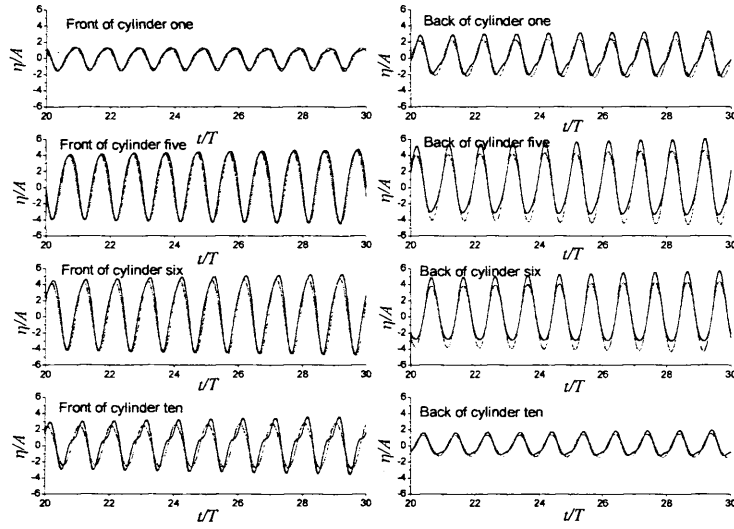 Front of cylinder one
Back of cylinder one
η/A
6
4
2
0
-2
-4
-6
20 22 24 26 28 30
t/T
η/A
6
4
2
0
-2
-4
-6
20 22 24 26 28 30
t/T
Front of cylinder five
Back of cylinder five
η/A
6
4
2
0
-2
-4
-6
20 22 24 26 28 30
t/T
η/A
6
4
2
0
-2
-4
-6
20 22 24 26 28 30
t/T
Front of cylinder six
Back of cylinder six
η/A
6
4
2
0
-2
-4
-6
20 22 24 26 28 30
t/T
η/A
6
4
2
0
-2
-4
-6
20 22 24 26 28 30
t/T
Front of cylinder ten
Back of cylinder ten
η/A
6
4
2
0
-2
-4
-6
20 22 24 26 28 30
t/T
η/A
6
4
2
0
-2
-4
-6
20 22 24 26 28 30
t/T